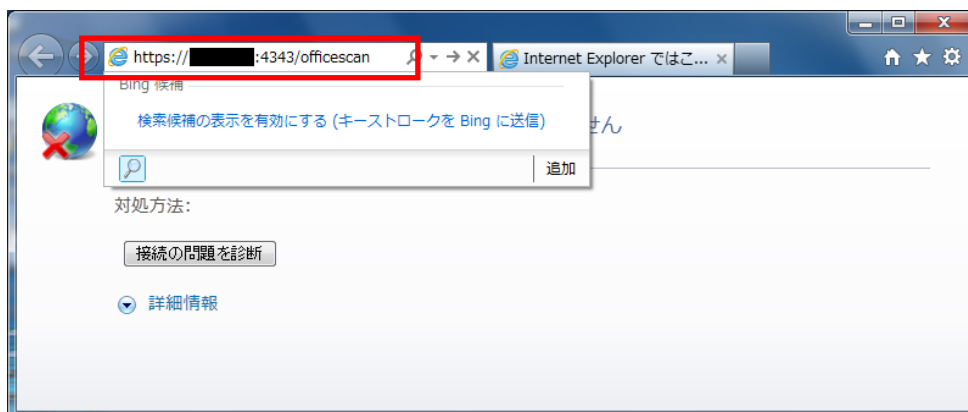 https://:4343/officescan
Internet Explorer ではこ...
Bing 候補
検索候補の表示を有効にする (キーストロークを Bing に送信)
せん
追加
対処方法:
接続の問題を診断
詳細情報